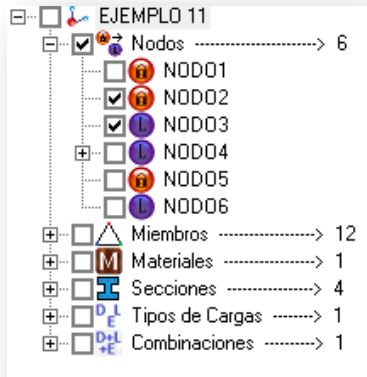 EJEMPLO 11
Nodos ------------------> 6
NODO1
NODO2
L NODO3
L NODO4
NODO5
L NODO6
Miembros ---------------> 12
M Materiales -------------> 1
Secciones --------------> 4
D L E Tipos de Cargas -------> 1
D+L +E Combinaciones ---------> 1